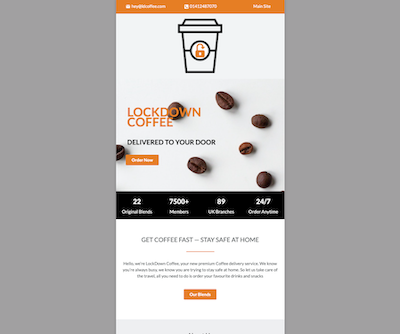 hey@ldcoffee.com 01412487070 Main Site
LOCKDOWN
COFFEE
DELIVERED TO YOUR DOOR
Order Now
22 7500+ 89 24/7
Original Blends Members UK Branches Order Anytime
GET COFFEE FAST — STAY SAFE AT HOME
Hello, we're LockDown Coffee, your new premium Coffee delivery service. We know
you're always busy, we know you are trying to stay safe at home. So let us take care of
the travel, all you need to do is order your favourite drinks and snacks
Our Blends